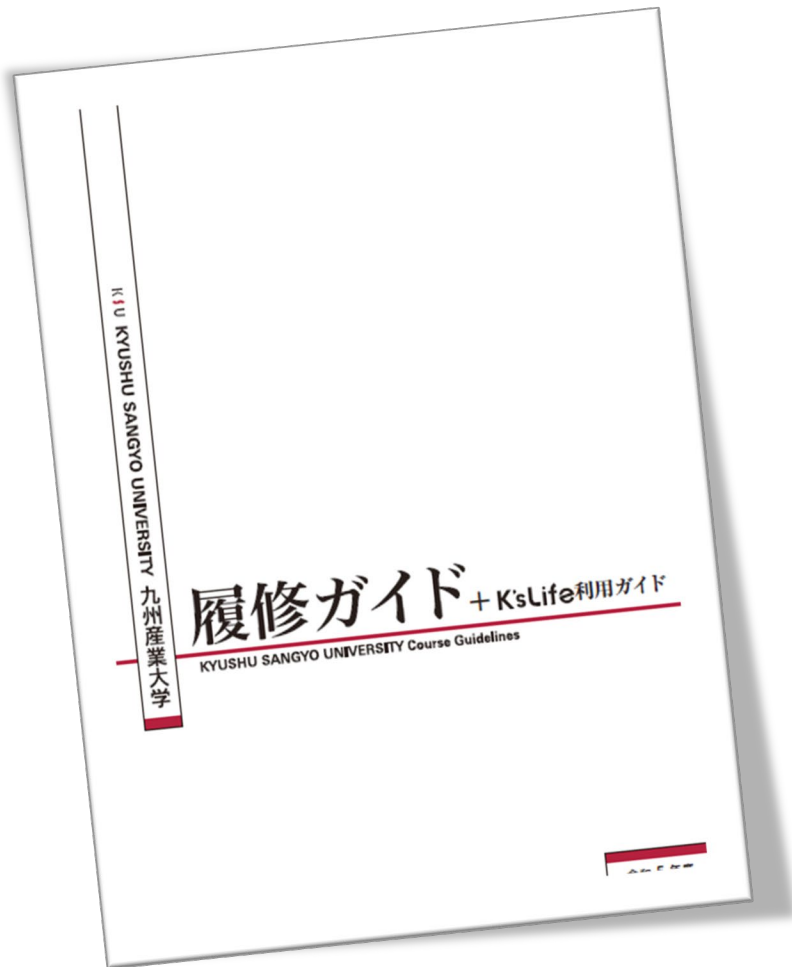 KSU KYUSHU SANGYO UNIVERSITY 九州産業大学
履修ガイド + K'sLife利用ガイド
KYUSHU SANGYO UNIVERSITY Course Guidelines